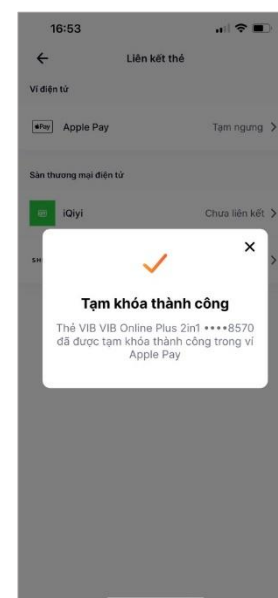 16:53
Liên kết thẻ
Ví điện tử
Pay Apple Pay Tạm ngưng
Sàn thương mại điện tử
iQiyi Chưa liên kết
SH
Tạm khóa thành công
Thẻ VIB VIB Online Plus 2in1 ••••8570
đã được tạm khóa thành công trong ví
Apple Pay